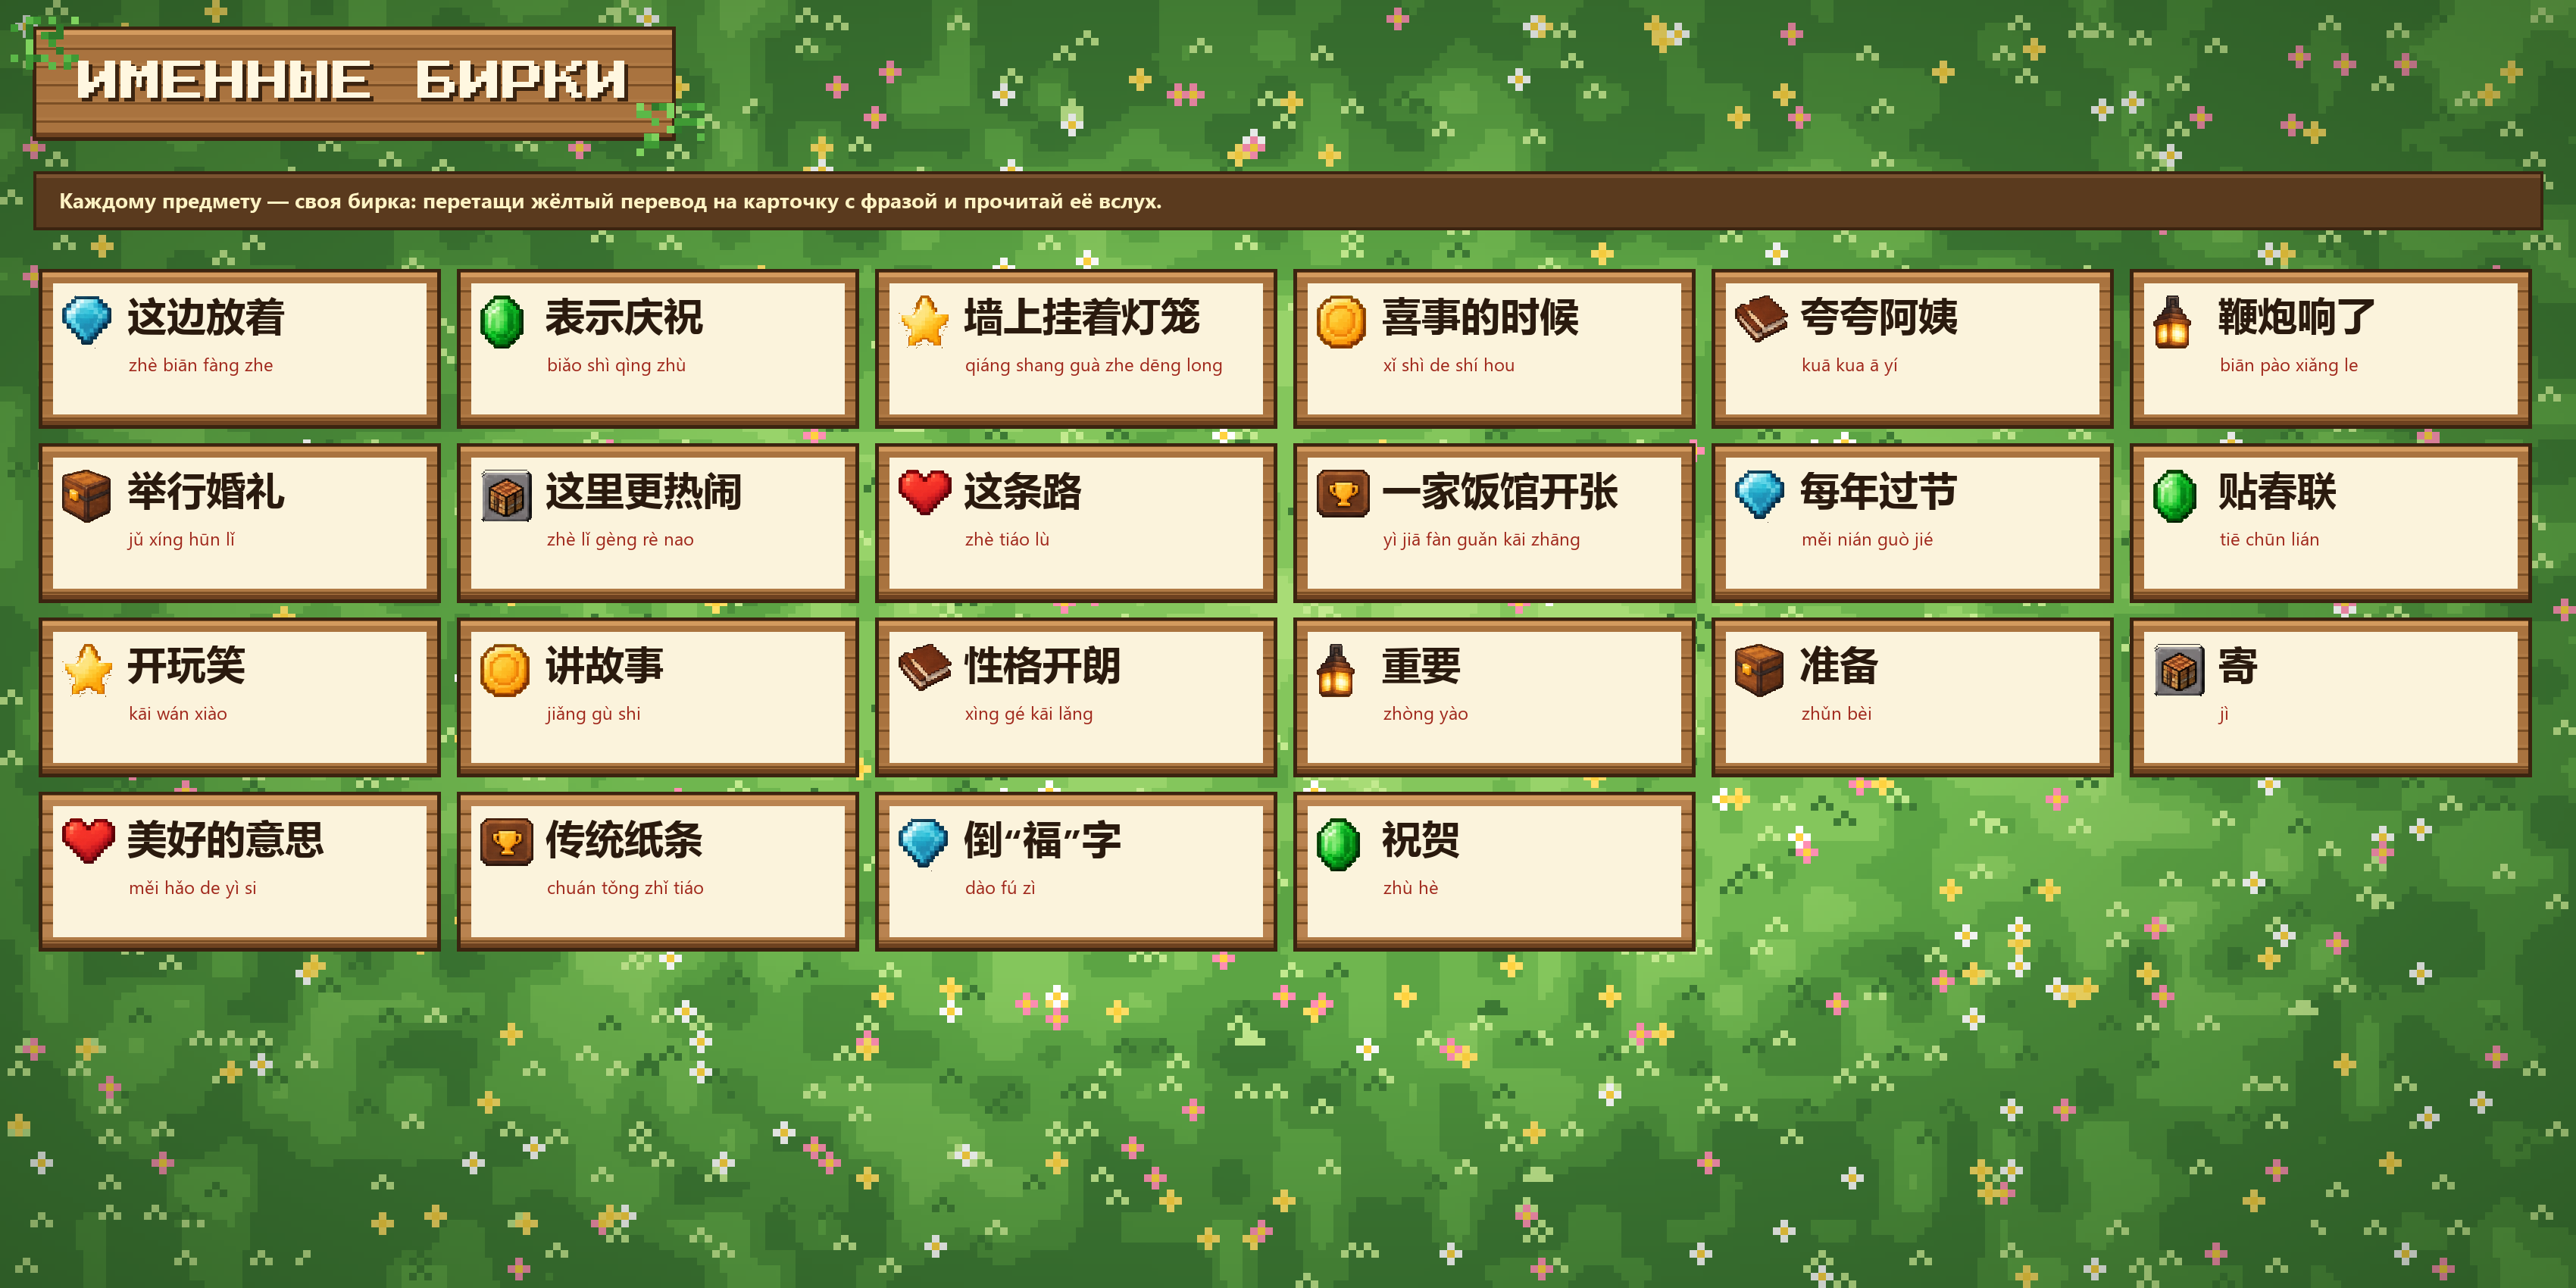 ИМЕННЫЕ БИРКИ
Каждому предмету — своя бирка: перетащи жёлтый перевод на карточку с фразой и прочитай её вслух.
这边放着
zhè biān fàng zhe
表示庆祝
biǎo shì qìng zhù
墙上挂着灯笼
qiáng shang guà zhe dēng long
喜事的时候
xǐ shì de shí hou
夸夸阿姨
kuā kua ā yí
鞭炮响了
biān pào xiǎng le
举行婚礼
jǔ xíng hūn lǐ
这里更热闹
zhè lǐ gèng rè nao
这条路
zhè tiáo lù
一家饭馆开张
yì jiā fàn guǎn kāi zhāng
每年过节
měi nián guò jié
贴春联
tiē chūn lián
开玩笑
kāi wán xiào
讲故事
jiǎng gù shi
性格开朗
xìng gé kāi lǎng
重要
zhòng yào
准备
zhǔn bèi
寄
jì
美好的意思
měi hǎo de yì si
传统纸条
chuán tǒng zhǐ tiáo
倒“福”字
dào fú zì
祝贺
zhù hè